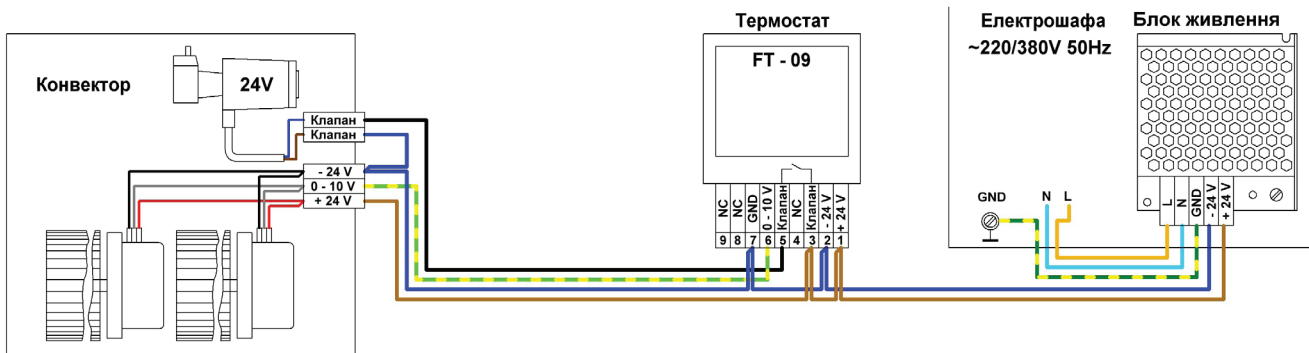 Конвектор
24V
Клапан
Клапан
- 24 V
0 - 10 V
+ 24 V
Термостат
FT - 09
NC
NC
GND
0 - 10 V
Клапан
NC
Клапан
- 24 V
+ 24 V
9
8
7
6
5
4
3
2
1
Електрошафа
~220/380V 50Hz
Блок живлення
GND
N
L
L
N
GND
- 24 V
+ 24 V